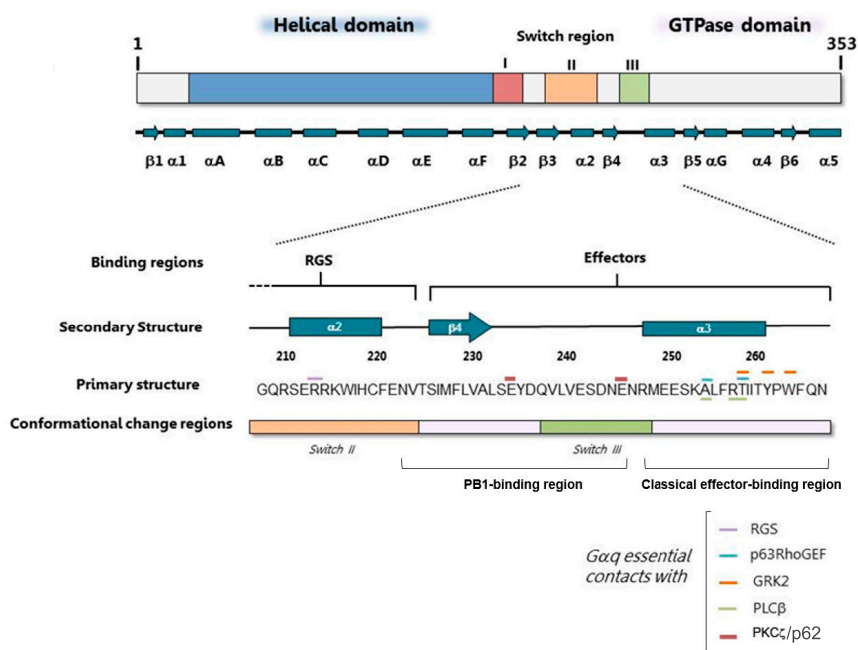 Helical domain
GTPase domain
Switch region
1
I
II
III
353
β1 α1 αA αB αC αD αE αF β2 β3 α2 β4 α3 β5 αG α4 β6 α5
Binding regions
RGS
Effectors
Secondary Structure
α2
β4
α3
210 220 230 240 250 260
Primary structure
GQRSERRKWIHCFENVTSIMFLVALSEYDQVLVESDNENRMEESKALFRTIITYPWFQN
Conformational change regions
Switch II
Switch III
PB1-binding region
Classical effector-binding region
Gαq essential
contacts with
RGS
p63RhoGEF
GRK2
PLCβ
PKCζ/p62